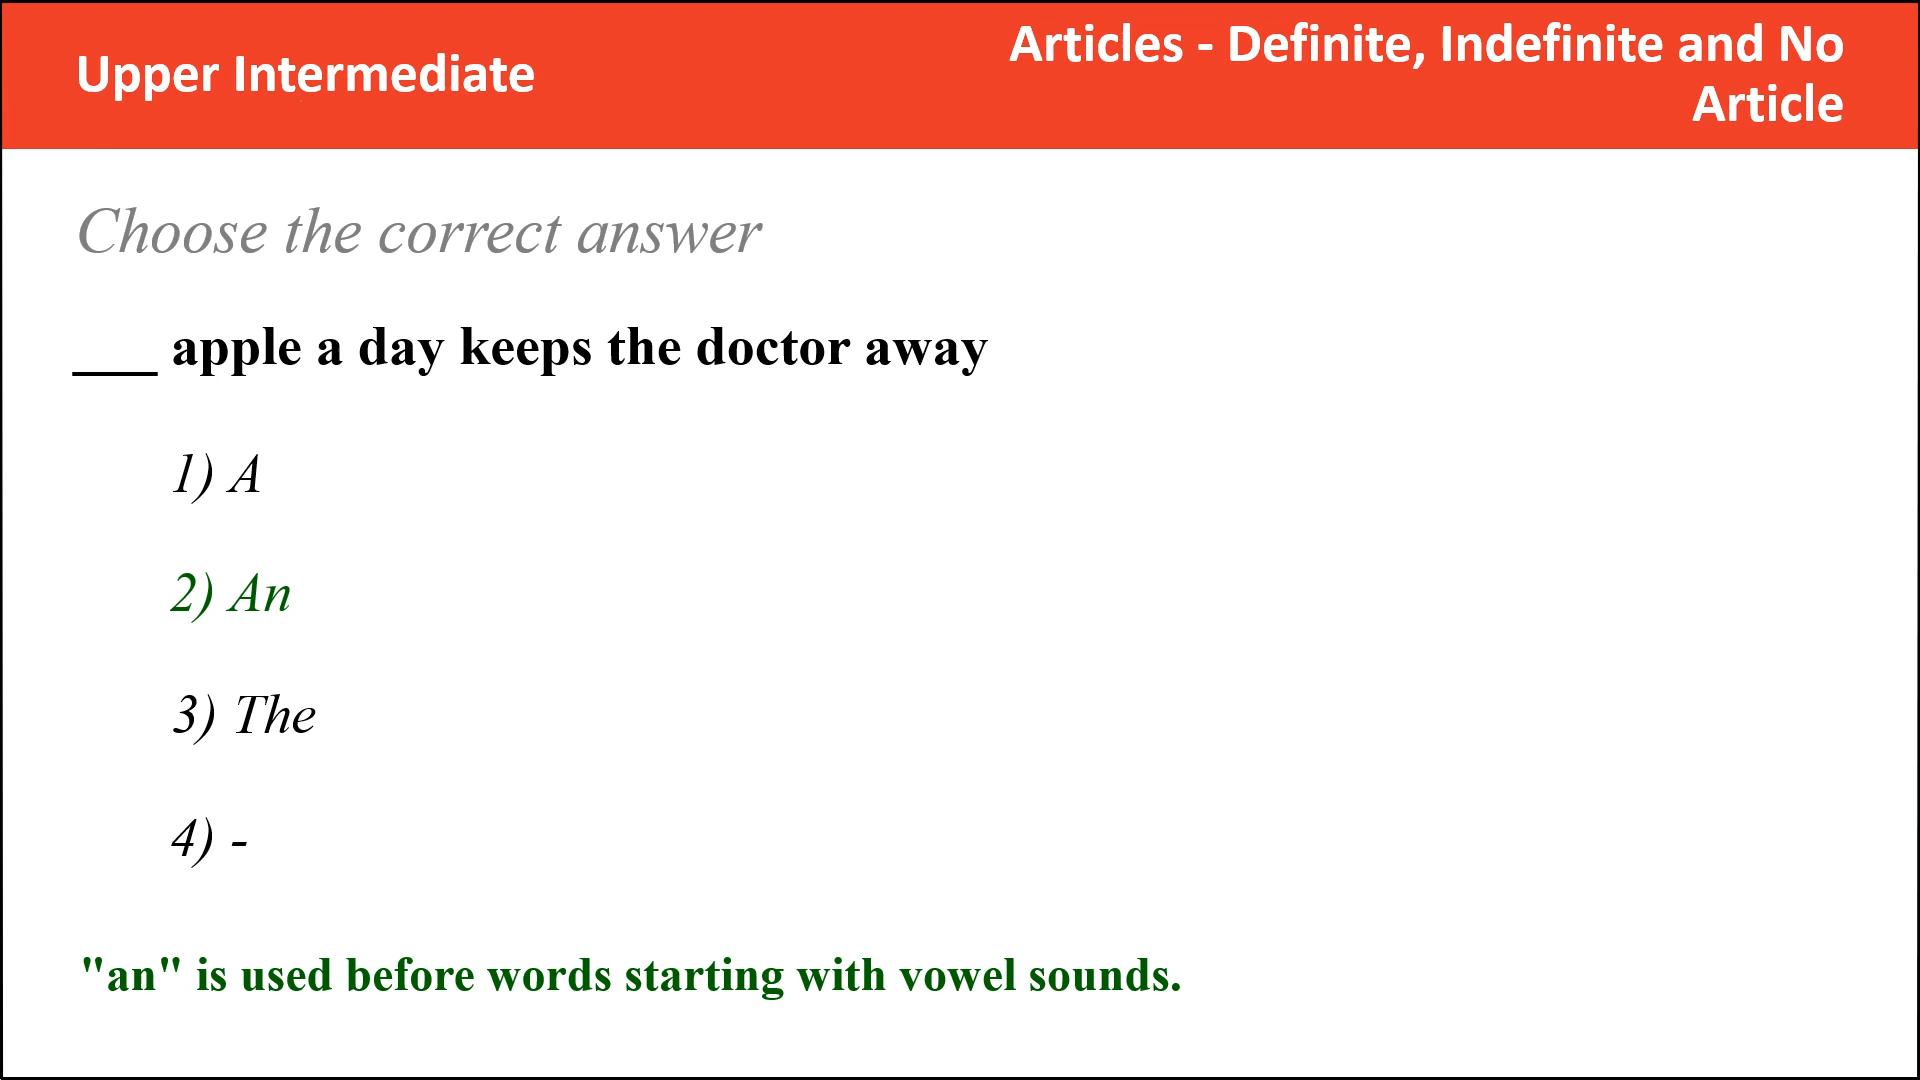 Upper Intermediate
Articles - Definite, Indefinite and No
Article
Choose the correct answer
___ apple a day keeps the doctor away
1) A
2) An
3) The
4) -
"an" is used before words starting with vowel sounds.